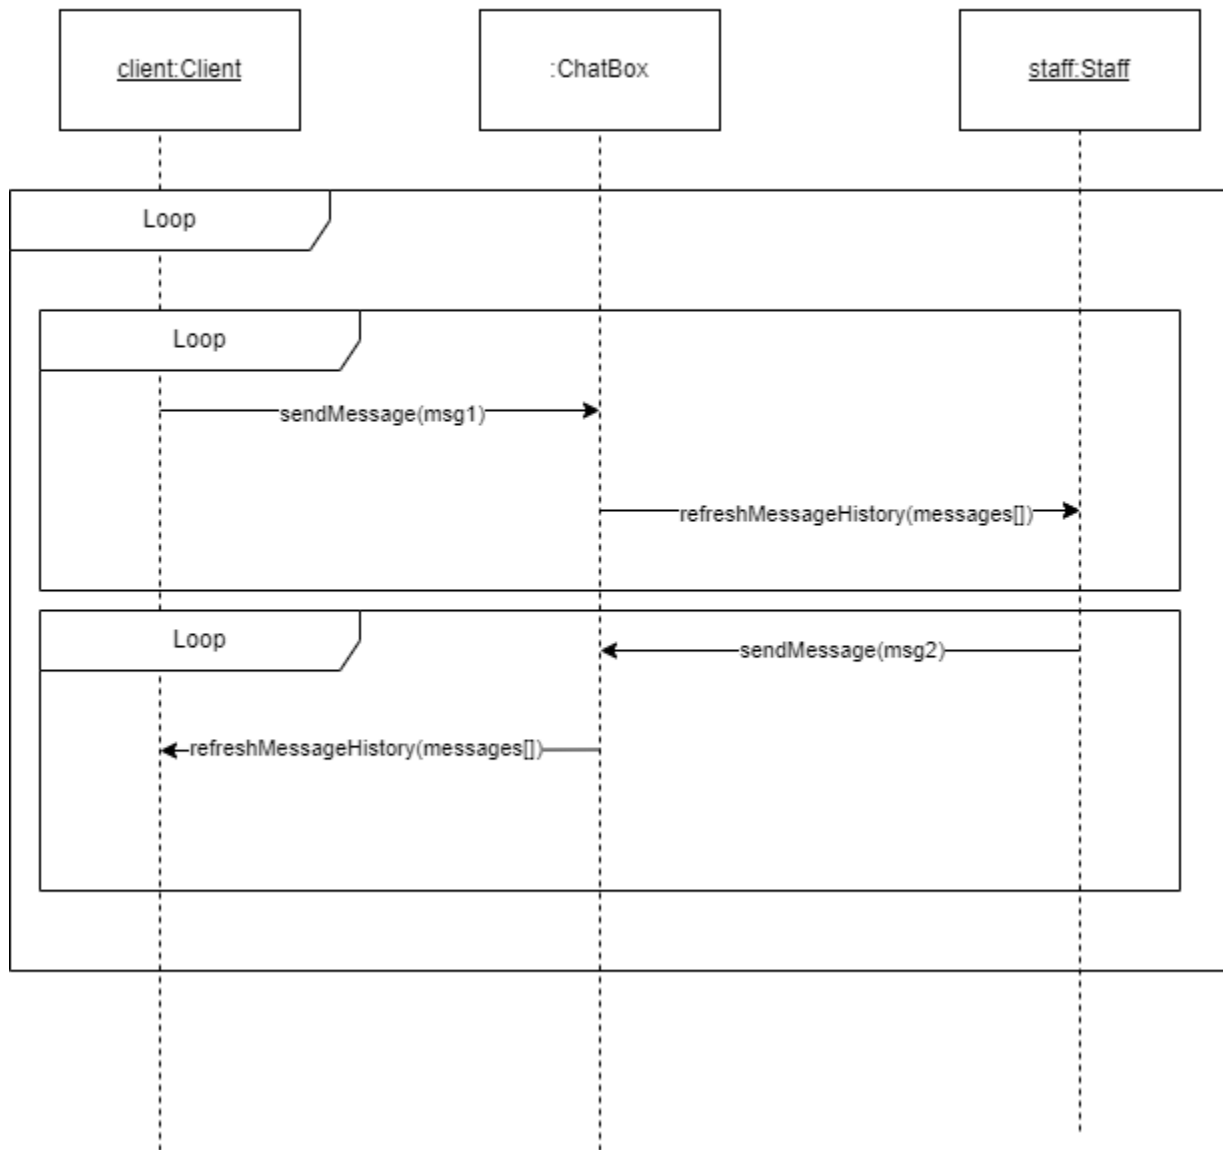 client:Client
:ChatBox
staff:Staff
Loop
Loop
sendMessage(msg1)
refreshMessageHistory(messages[])
Loop
sendMessage(msg2)
refreshMessageHistory(messages[])